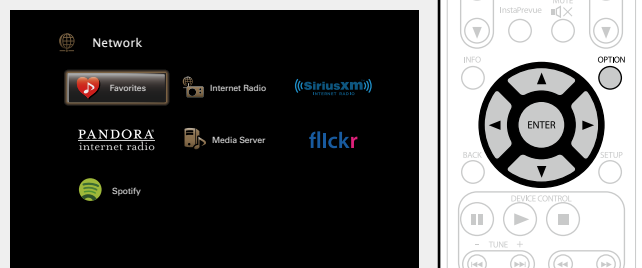 Network
Favorites
Internet Radio
((SiriusXM))
INTERNET RADIO
PANDORA®
internet radio
Media Server
flickr
Spotify
InstaPrevue
MUTE
INFO
OPTION
ENTER
BACK
SETUP
DEVICE CONTROL
- TUNE +